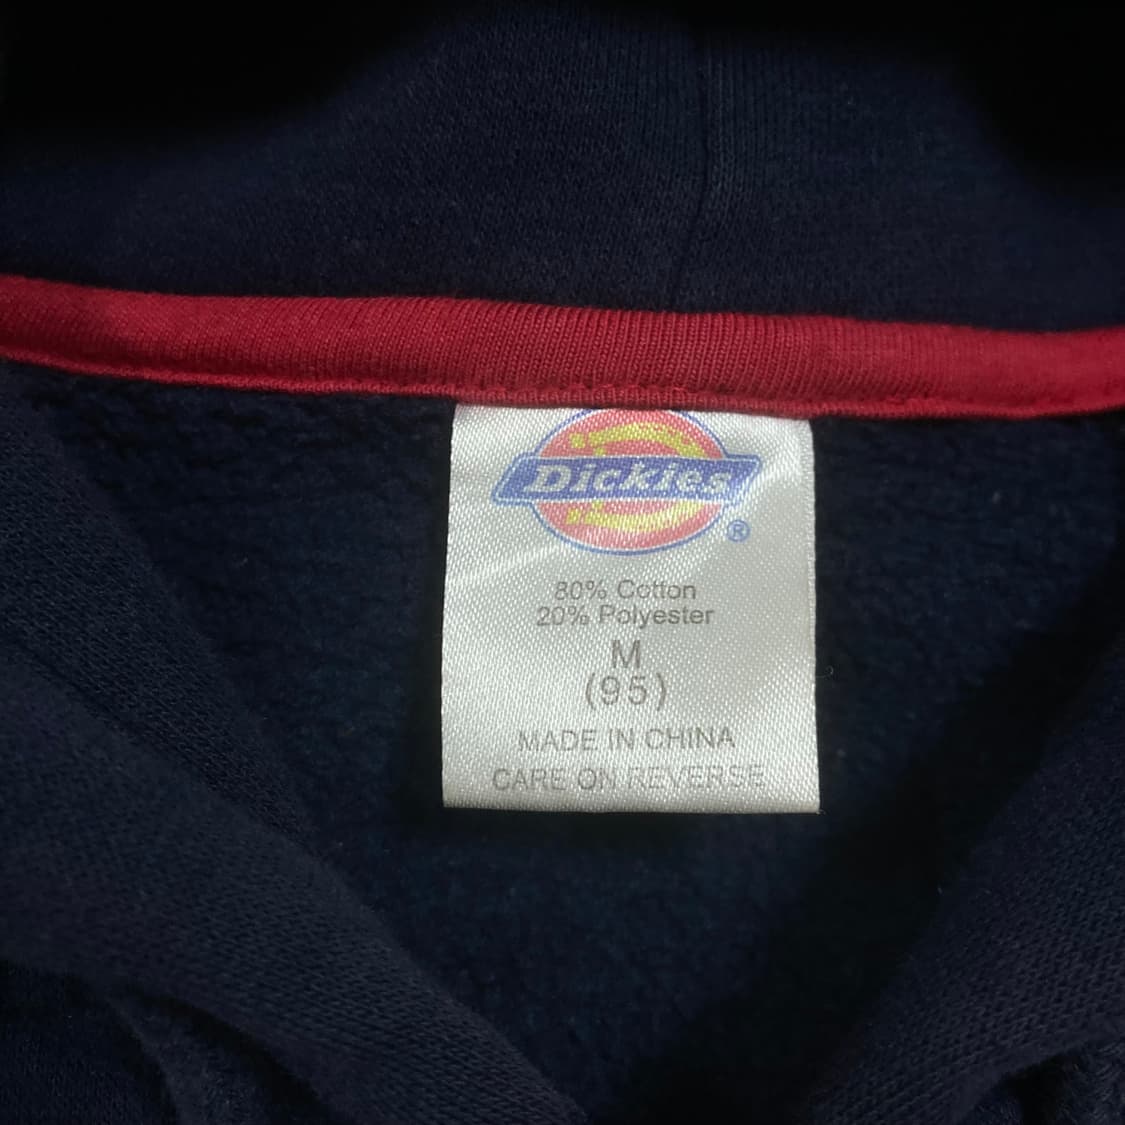 Dickies
®
80% Cotton
20% Polyester
M
(95)
MADE IN CHINA
CARE ON REVERSE